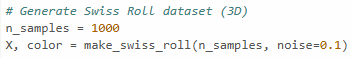 # Generate Swiss Roll dataset (3D)
n_samples = 1000
X, color = make_swiss_roll(n_samples, noise=0.1)